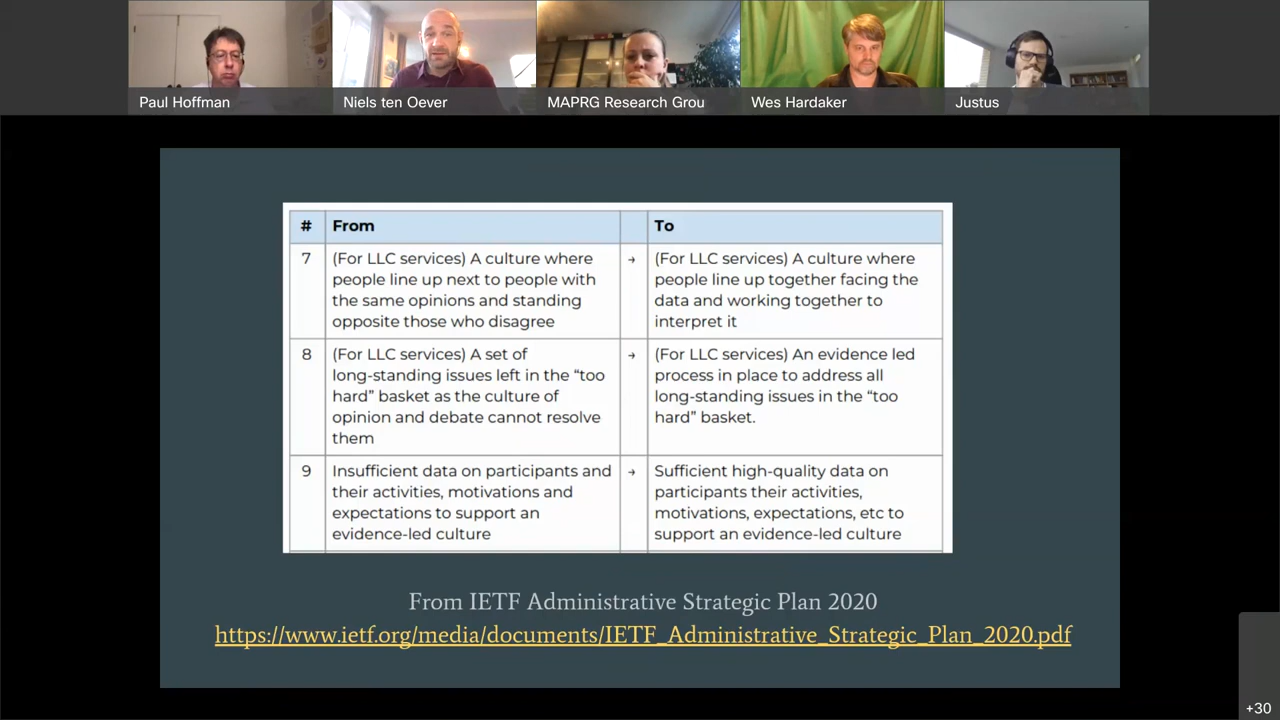 Paul Hoffman
Niels ten Oever
MAPRG Research Grou
Wes Hardaker
Justus
# From To
7
(For LLC services) A culture where
people line up next to people with
the same opinions and standing
opposite those who disagree
→
(For LLC services) A culture where
people line up together facing the
data and working together to
interpret it
8
(For LLC services) A set of
long-standing issues left in the “too
hard” basket as the culture of
opinion and debate cannot resolve
them
→
(For LLC services) An evidence led
process in place to address all
long-standing issues in the “too
hard” basket.
9
Insufficient data on participants and
their activities, motivations and
expectations to support an
evidence-led culture
→
Sufficient high-quality data on
participants their activities,
motivations, expectations, etc to
support an evidence-led culture
From IETF Administrative Strategic Plan 2020
https://www.ietf.org/media/documents/IETF_Administrative_Strategic_Plan_2020.pdf
+30